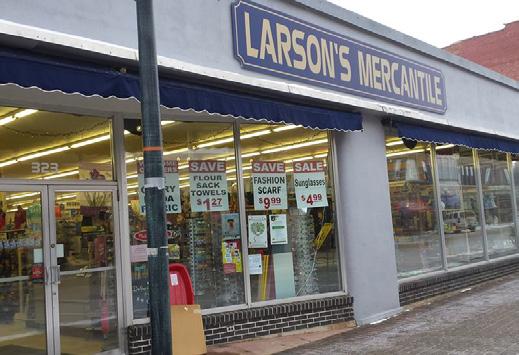 LARSON'S MERCANTILE
323
SAVE
FLOUR
SACK
TOWELS
$1.27
SAVE
FASHION
SCARF
$9.99
SALE
Sunglasses
$4.99